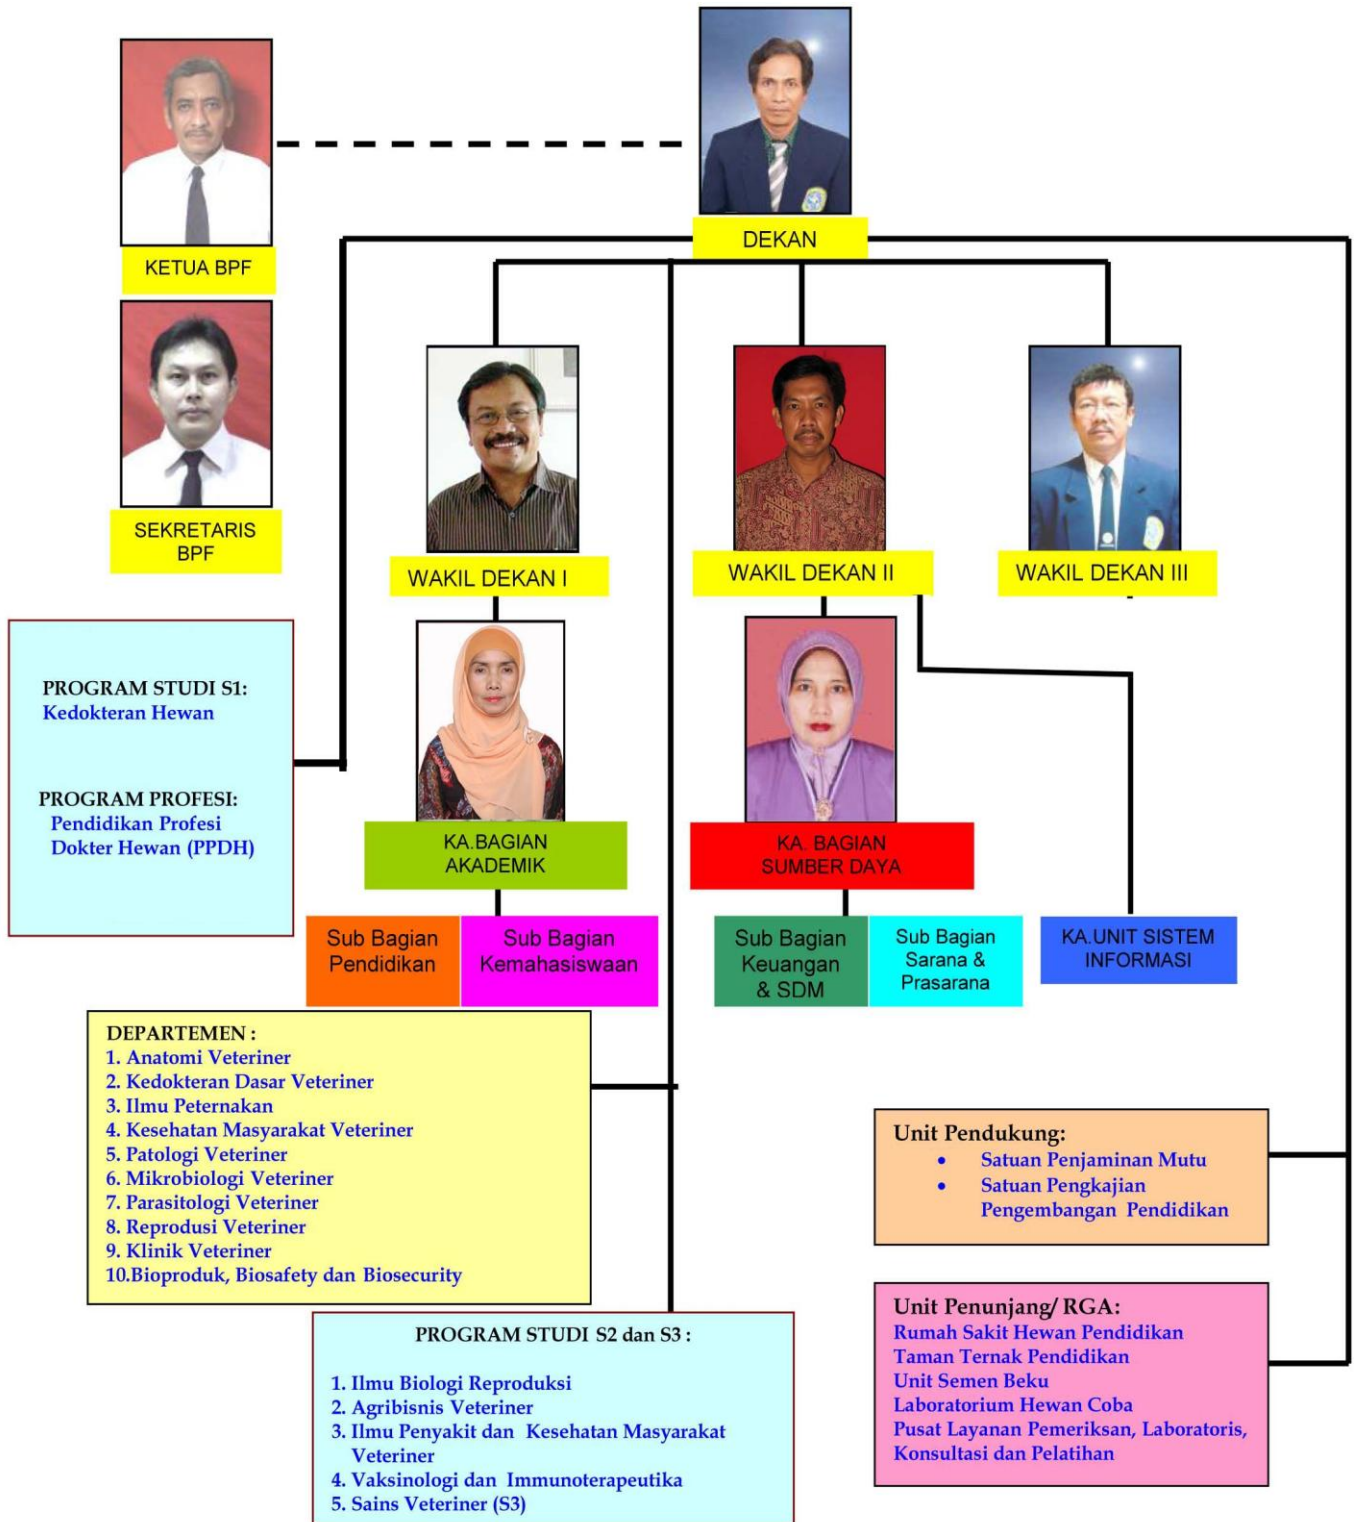 DEKAN
KETUA BPF
SEKRETARIS
BPF
WAKIL DEKAN I
WAKIL DEKAN II
WAKIL DEKAN III
PROGRAM STUDI S1:
Kedokteran Hewan
PROGRAM PROFESI:
Pendidikan Profesi
Dokter Hewan (PPDH)
KA.BAGIAN
AKADEMIK
KA. BAGIAN
SUMBER DAYA
Sub Bagian
Pendidikan
Sub Bagian
Kemahasiswaan
Sub Bagian
Keuangan
& SDM
Sub Bagian
Sarana &
Prasarana
KA.UNIT SISTEM
INFORMASI
DEPARTEMEN :
1. Anatomi Veteriner
2. Kedokteran Dasar Veteriner
3. Ilmu Peternakan
4. Kesehatan Masyarakat Veteriner
5. Patologi Veteriner
6. Mikrobiologi Veteriner
7. Parasitologi Veteriner
8. Reprodusi Veteriner
9. Klinik Veteriner
10.Bioproduk, Biosafety dan Biosecurity
Unit Pendukung:
• Satuan Penjaminan Mutu
• Satuan Pengkajian
Pengembangan Pendidikan
Unit Penunjang/ RGA:
Rumah Sakit Hewan Pendidikan
Taman Ternak Pendidikan
Unit Semen Beku
Laboratorium Hewan Coba
Pusat Layanan Pemeriksan, Laboratoris,
Konsultasi dan Pelatihan
PROGRAM STUDI S2 dan S3 :
1. Ilmu Biologi Reproduksi
2. Agribisnis Veteriner
3. Ilmu Penyakit dan Kesehatan Masyarakat
Veteriner
4. Vaksinologi dan Immunoterapeutika
5. Sains Veteriner (S3)